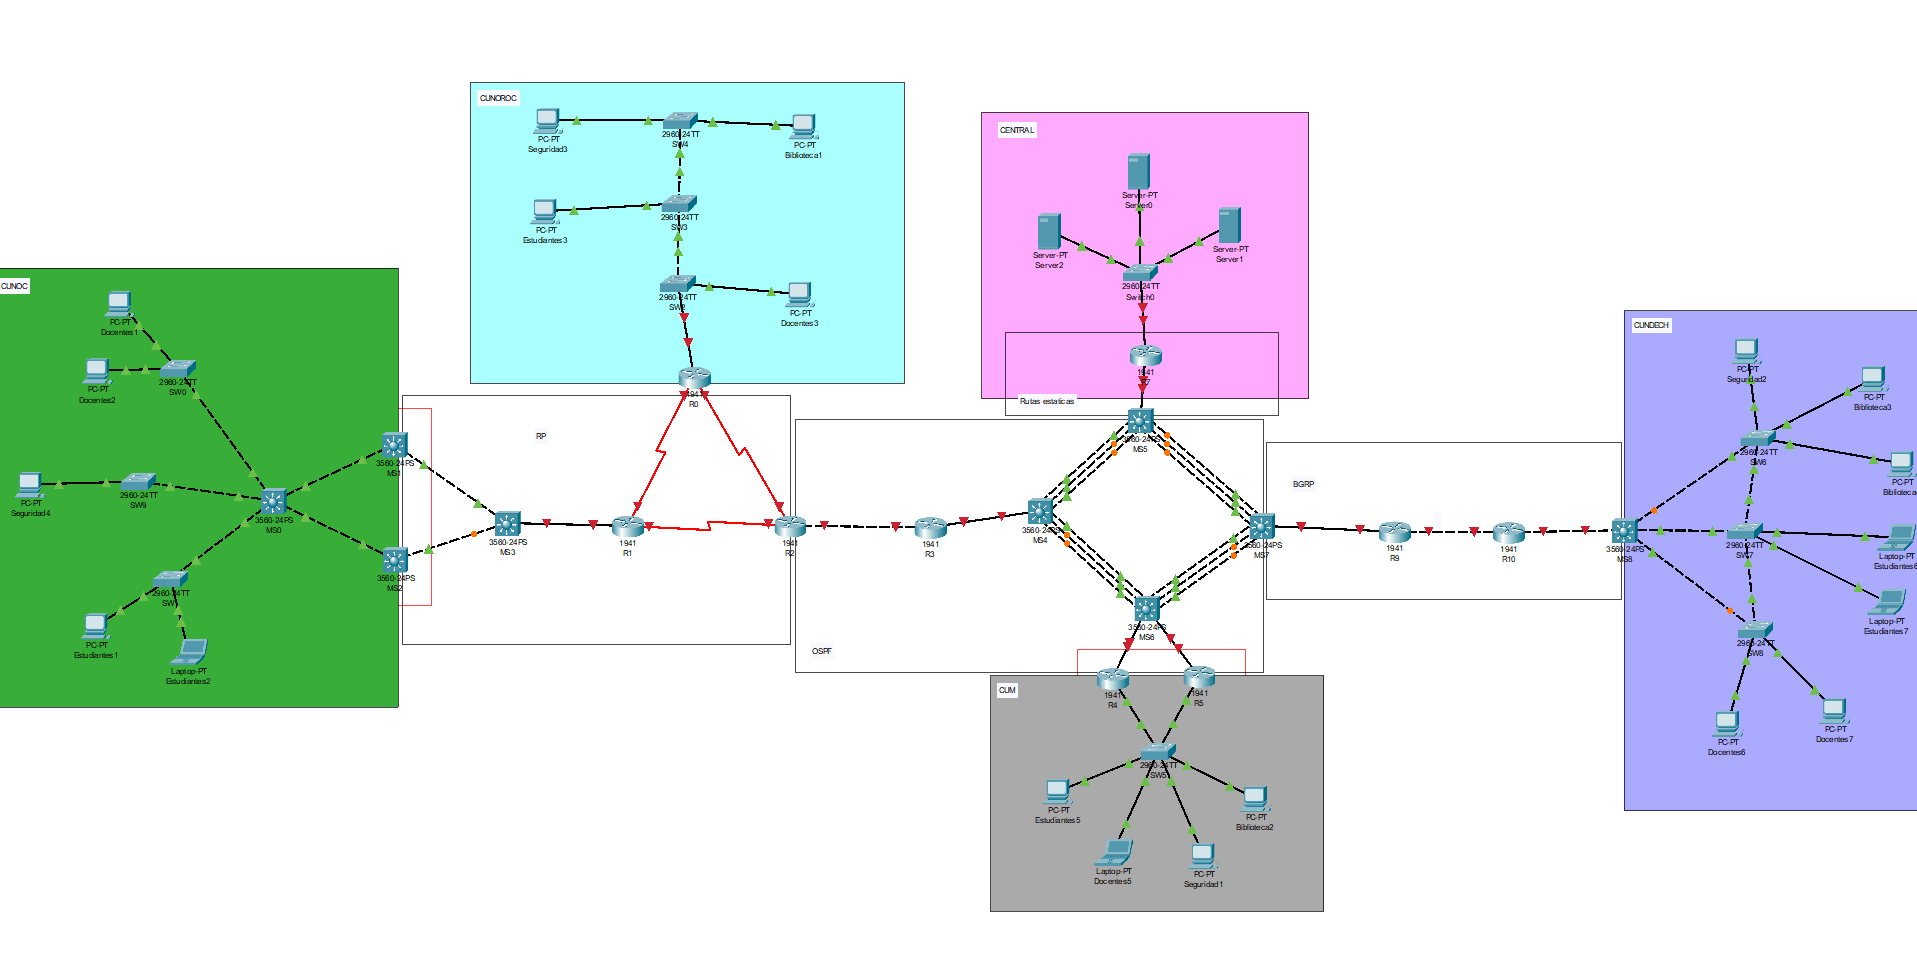 CUNOC
PC-PT
Docentes1
PC-PT
Docentes2
2960-24TT
SW0
PC-PT
Seguridad4
2960-24TT
SW9
3560-24PS
MS0
2960-24TT
PC-PT
Estudiantes1
Laptop-PT
Estudiantes2
3560-24PS
MS1
3560-24PS
MS2
CUNOROC
PC-PT
Seguridad3
2960-24TT
SW4
PC-PT
Biblioteca1
PC-PT
Estudiantes3
2960-24TT
SW3
2960-24TT
SW2
PC-PT
Docentes3
1941
R0
RP
3560-24PS
MS3
1941
R1
1941
R2
CENTRAL
Server-PT
Server0
Server-PT
Server2
Server-PT
Server1
2960-24TT
Switch0
1941
R7
Rutas estaticas
OSPF
1941
R3
3560-24PS
MS4
3560-24PS
MS5
3560-24PS
MS6
3560-24PS
MS7
CUM
1941
R4
1941
R5
2960-24TT
SW5
PC-PT
Estudiantes5
Laptop-PT
Docentes5
PC-PT
Seguridad1
PC-PT
Biblioteca2
BGRP
1941
R9
1941
R10
3560-24PS
MS8
CUNDECH
PC-PT
Seguridad2
PC-PT
Biblioteca3
2960-24TT
SW6
PC-PT
Biblioteca
2960-24TT
SW7
Laptop-PT
Estudiantes6
Laptop-PT
Estudiantes7
2960-24TT
SW8
PC-PT
Docentes6
PC-PT
Docentes7